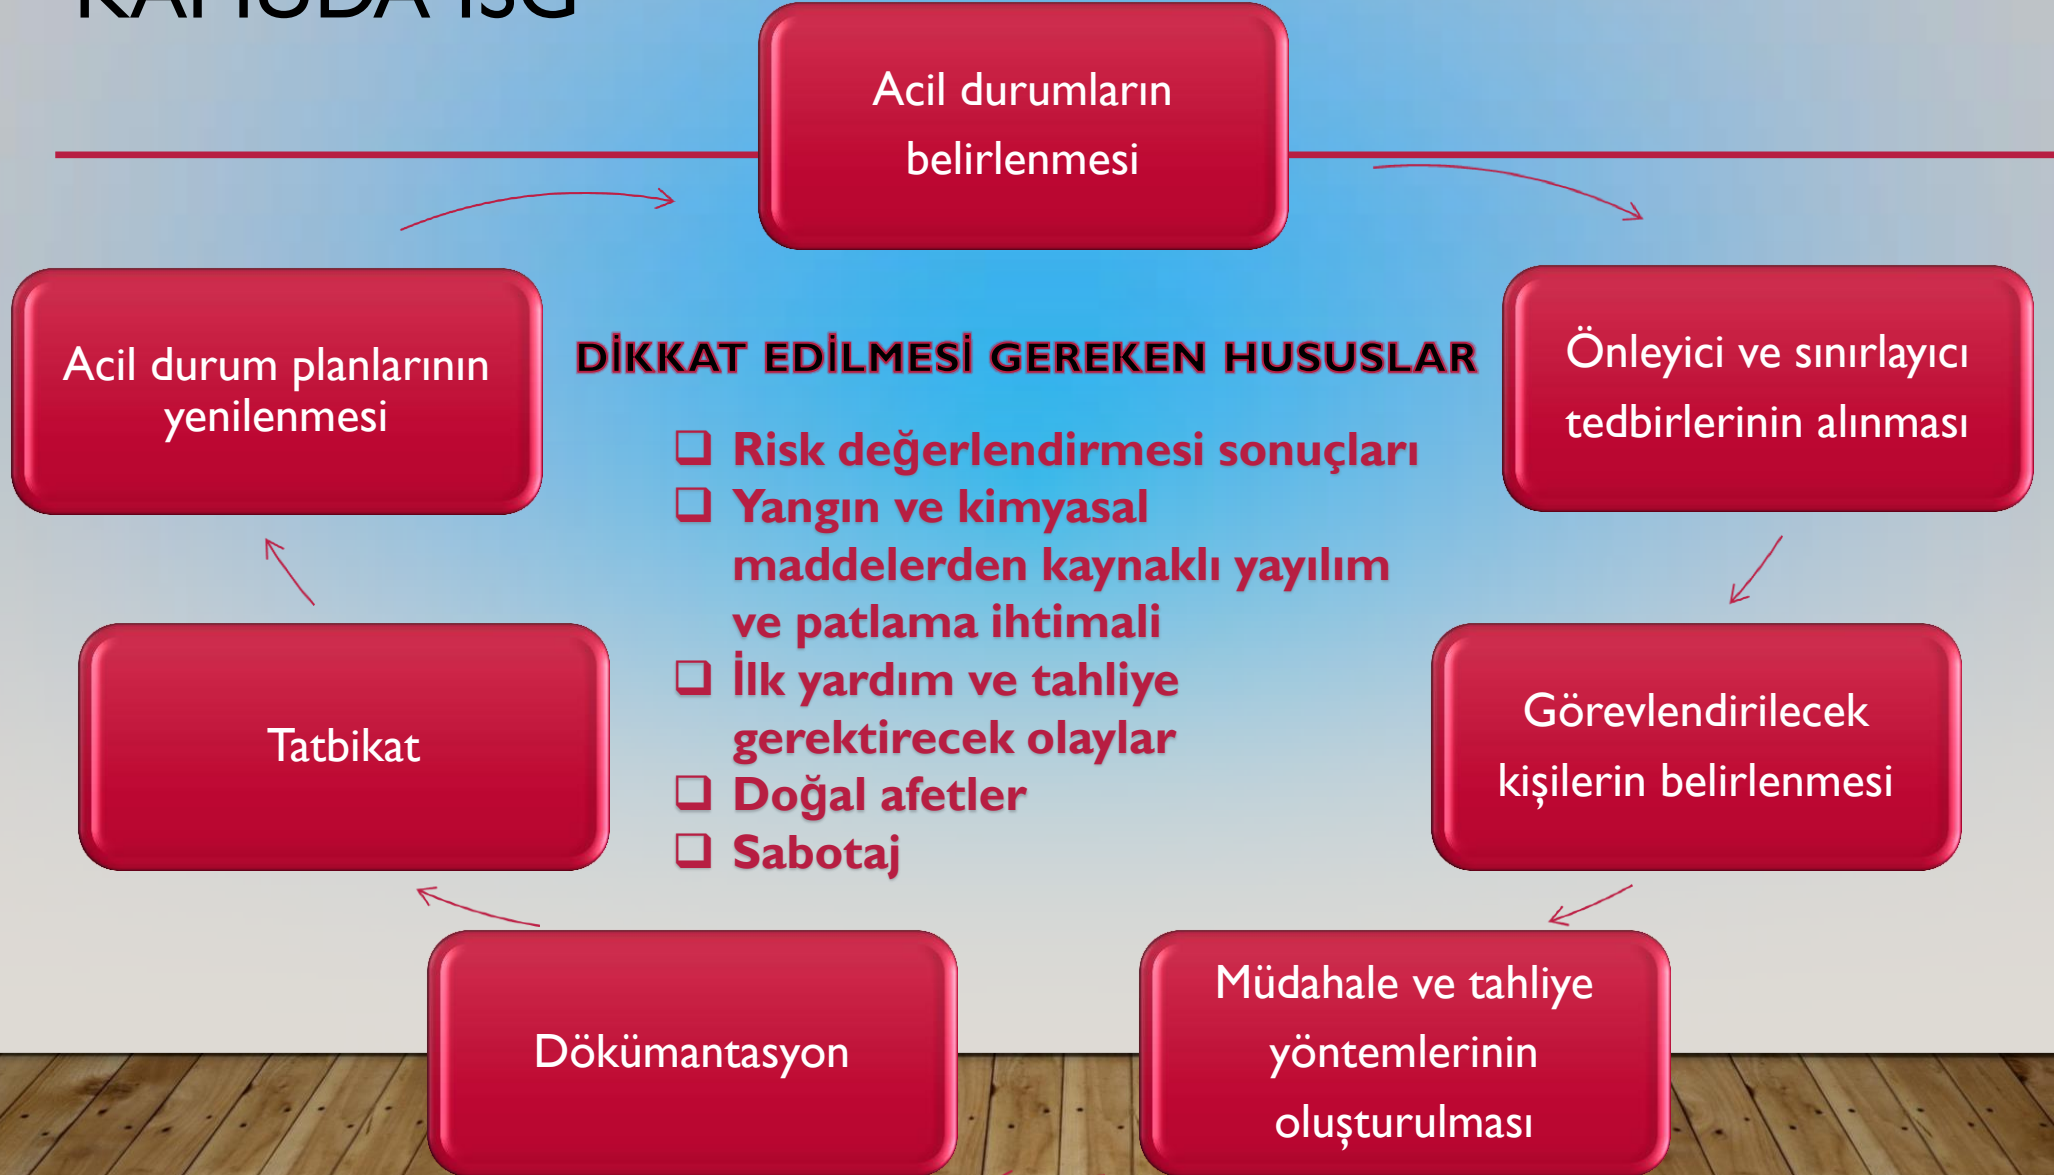 KAMUDA İSG
Acil durumların
belirlenmesi
Önleyici ve sınırlayıcı
tedbirlerinin alınması
Görevlendirilecek
kişilerin belirlenmesi
Müdahale ve tahliye
yöntemlerinin
oluşturulması
Dökümantasyon
Tatbikat
Acil durum planlarının
yenilenmesi
DİKKAT EDİLMESİ GEREKEN HUSUSLAR
❑ Risk değerlendirmesi sonuçları
❑ Yangın ve kimyasal
maddelerden kaynaklı yayılım
ve patlama ihtimali
❑ İlk yardım ve tahliye
gerektirecek olaylar
❑ Doğal afetler
❑ Sabotaj